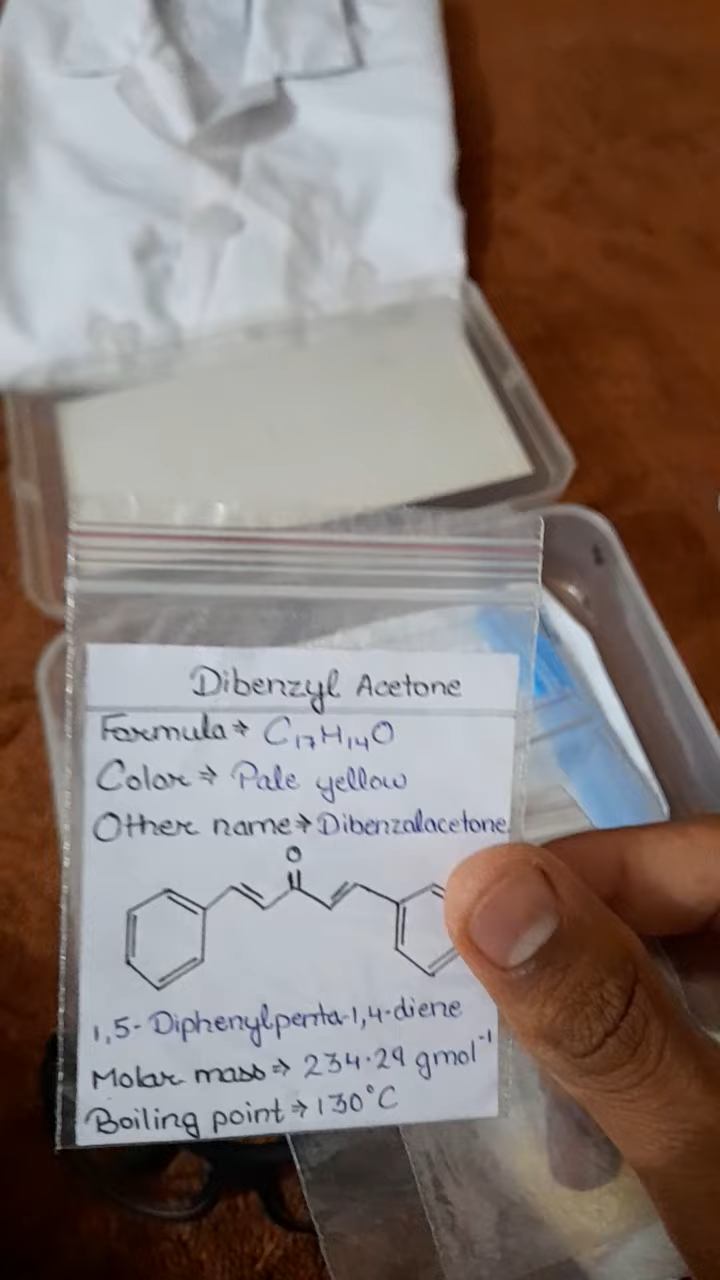 Dibenzyl Acetone
Formula → C₁₇H₁₄O
Color ⇒ Pale yellow
Other name → Dibenzalacetone
O
1,5-Diphenylpenta-1,4-diene
Molar mass ⇒ 234.29 gmol⁻¹
Boiling point → 130°C